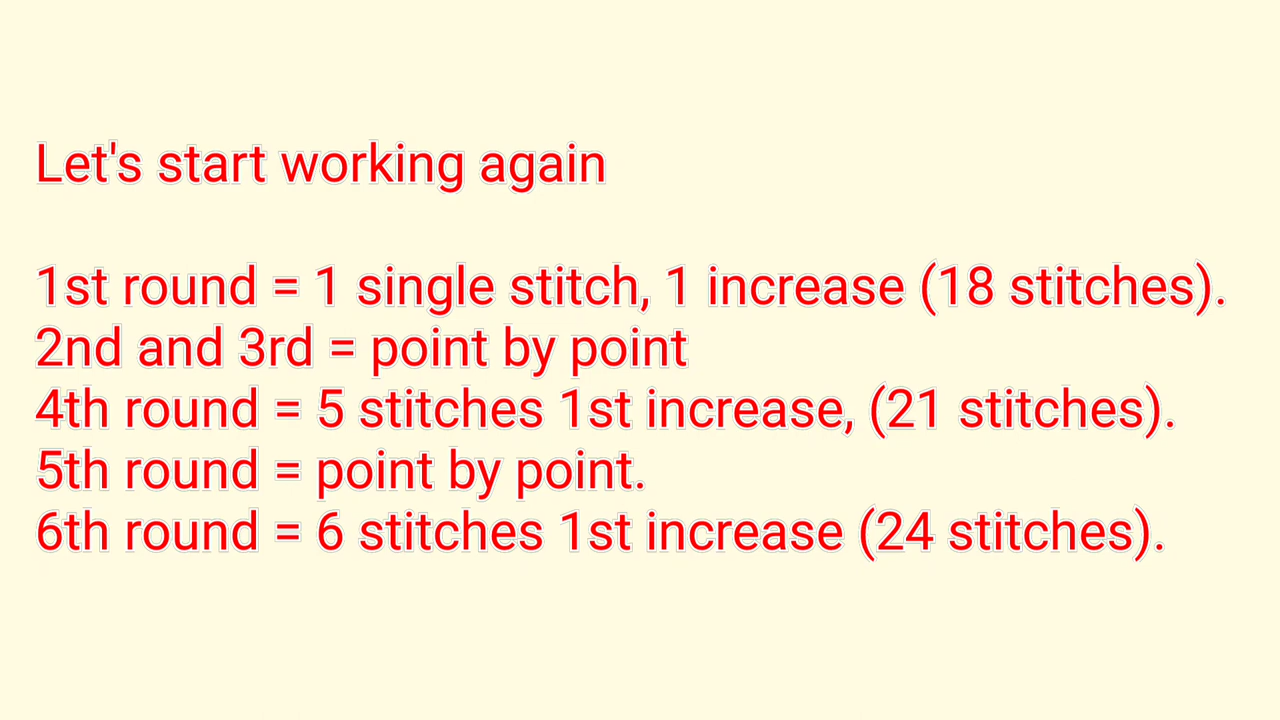 Let's start working again
1st round = 1 single stitch, 1 increase (18 stitches).
2nd and 3rd = point by point
4th round = 5 stitches 1st increase, (21 stitches).
5th round = point by point.
6th round = 6 stitches 1st increase (24 stitches).